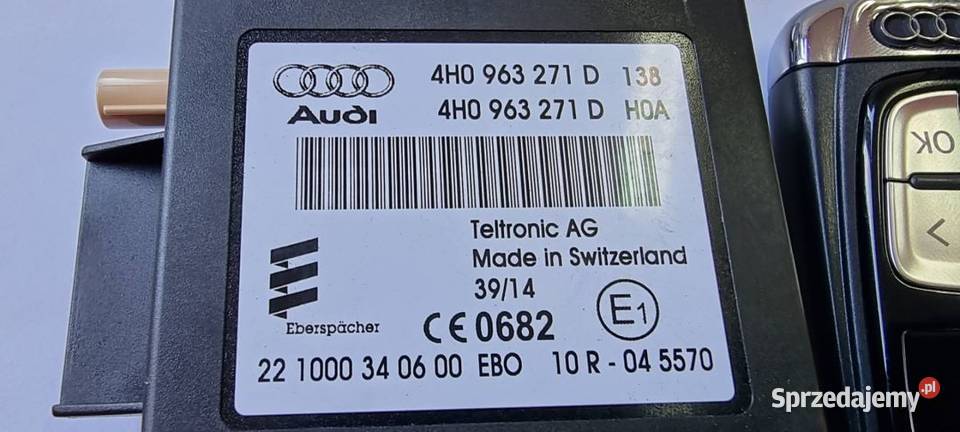 4H0 963 271 D 138
Audi
4H0 963 271 D H0A
Teltronic AG
Made in Switzerland
39/14
Eberspächer
CE 0682
E1
22 1000 34 06 00 EBO 10 R - 04 5570
OK
<
Sprzedajemy.pl